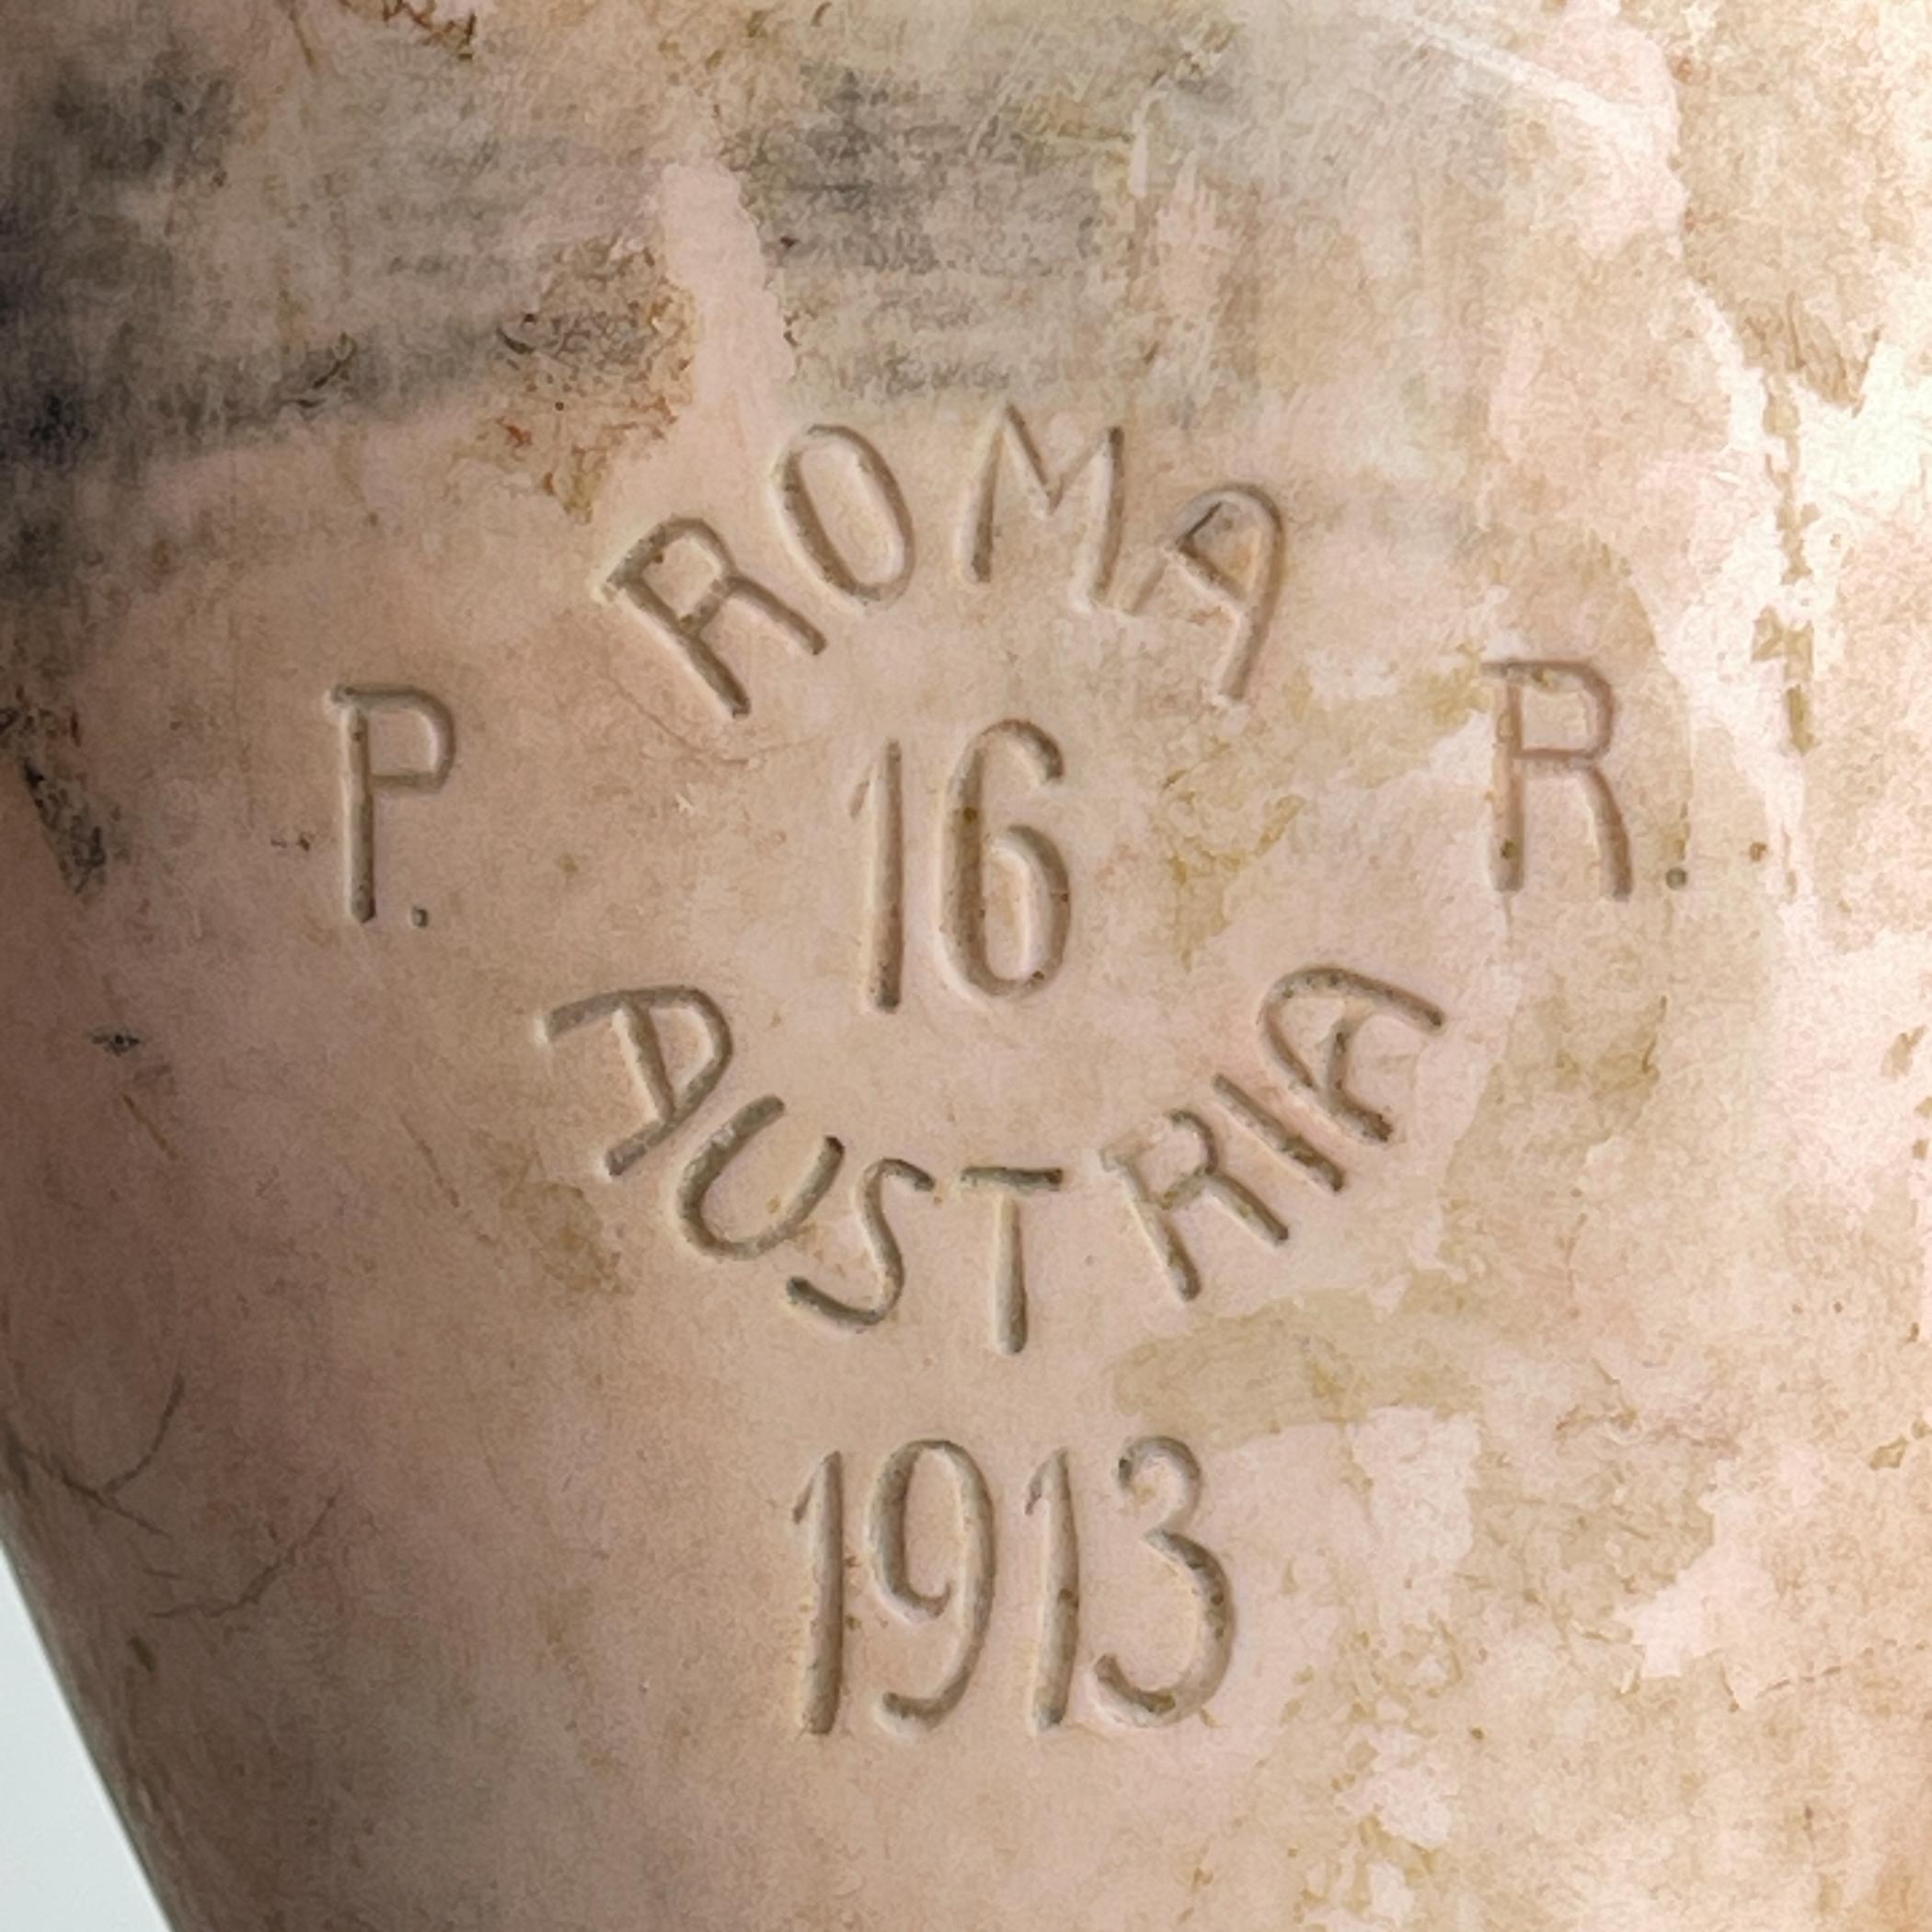 ROMA
P. 16 R.
AUSTRIA
1913